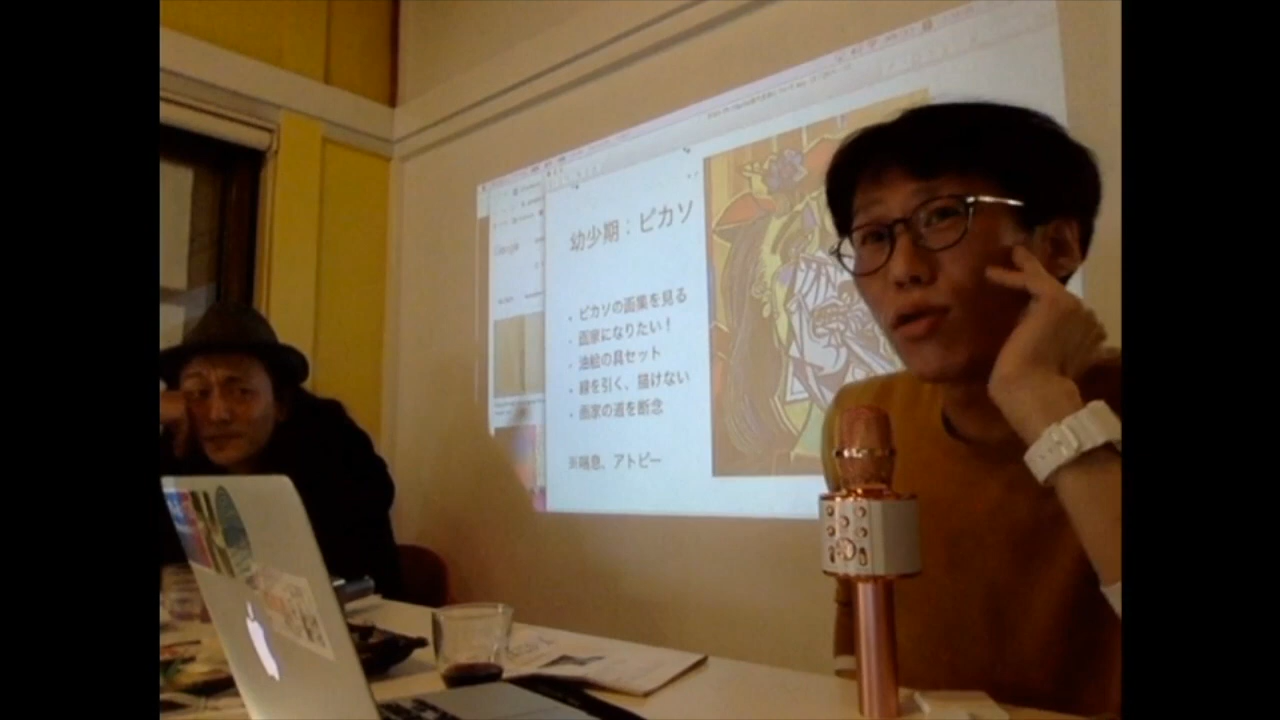 幼少期：ピカソ
・ピカソの画集を見る
・画家になりたい！
・油絵の具セット
・線を引く、描けない
・画家の道を断念
※喘息、アトピー
Google